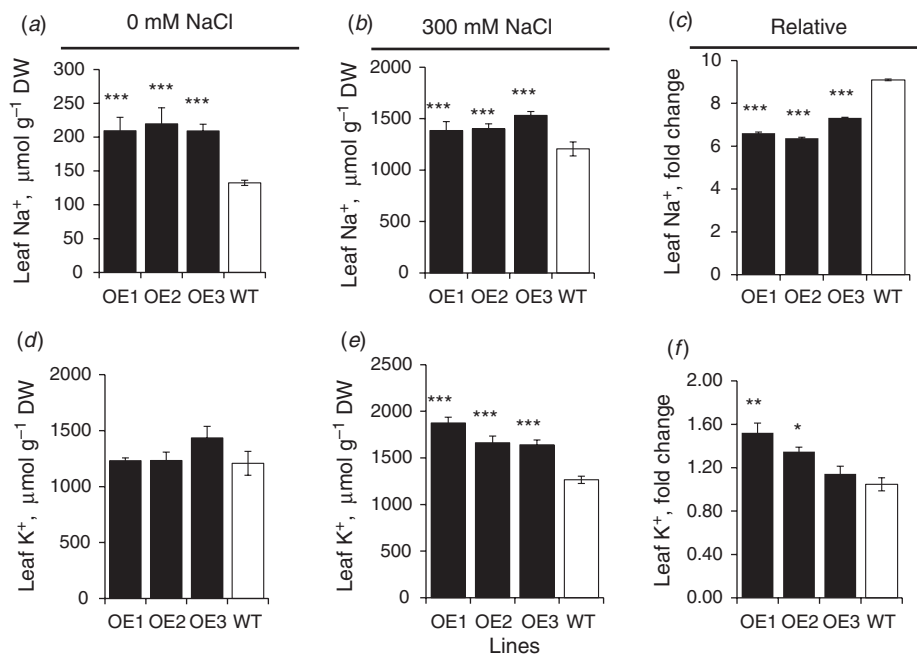 0 mM NaCl
300 mM NaCl
Relative
(a)
Leaf Na⁺, μmol g⁻¹ DW
300
250
200
150
100
50
0
***
***
***
OE1 OE2 OE3 WT
(b)
Leaf Na⁺, μmol g⁻¹ DW
2000
1500
1000
500
0
***
***
***
OE1 OE2 OE3 WT
(c)
Leaf Na⁺, fold change
10
8
6
4
2
0
***
***
***
OE1 OE2 OE3 WT
(d)
Leaf K⁺, μmol g⁻¹ DW
2000
1500
1000
500
0
OE1 OE2 OE3 WT
(e)
Leaf K⁺, μmol g⁻¹ DW
2000
1500
1000
500
0
***
***
***
OE1 OE2 OE3 WT
Lines
(f)
Leaf K⁺, fold change
2.00
1.60
1.20
0.80
0.40
0.00
**
*
OE1 OE2 OE3 WT